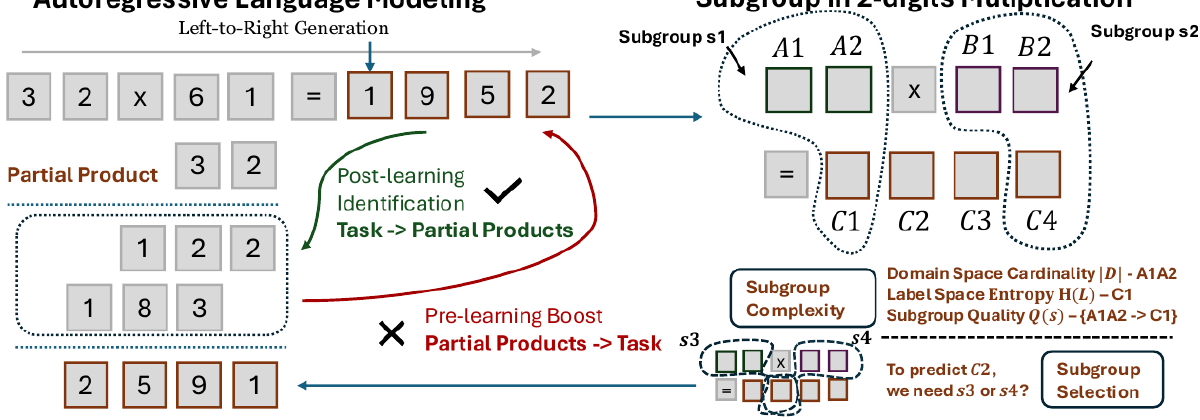 Autoregressive Language Modeling
Left-to-Right Generation
3 2 x 6 1 = 1 9 5 2
Partial Product
3 2
Post-learning
Identification
Task -> Partial Products
1 2 2
1 8 3
Pre-learning Boost
Partial Products -> Task
2 5 9 1
Subgroup in 2-digits Multiplication
Subgroup s1
A1 A2 B1 B2
Subgroup s2
x
=
C1 C2 C3 C4
Subgroup
Complexity
Domain Space Cardinality |D| - A1A2
Label Space Entropy H(L) – C1
Subgroup Quality Q(s) – {A1A2 -> C1}
s3 s4
x
=
To predict C2,
we need s3 or s4?
Subgroup
Selection